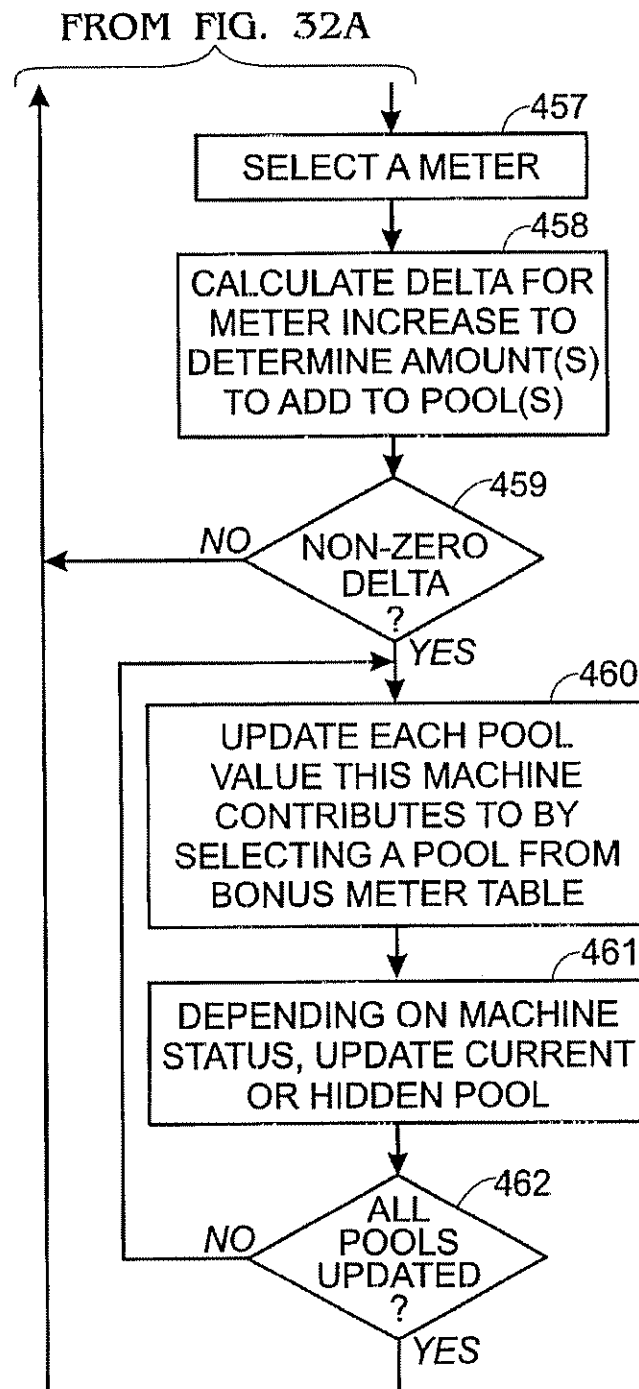 FROM FIG. 32A
457
SELECT A METER
458
CALCULATE DELTA FOR
METER INCREASE TO
DETERMINE AMOUNT(S)
TO ADD TO POOL(S)
459
NO
NON-ZERO
DELTA
?
YES
460
UPDATE EACH POOL
VALUE THIS MACHINE
CONTRIBUTES TO BY
SELECTING A POOL FROM
BONUS METER TABLE
461
DEPENDING ON MACHINE
STATUS, UPDATE CURRENT
OR HIDDEN POOL
462
NO
ALL
POOLS
UPDATED
?
YES